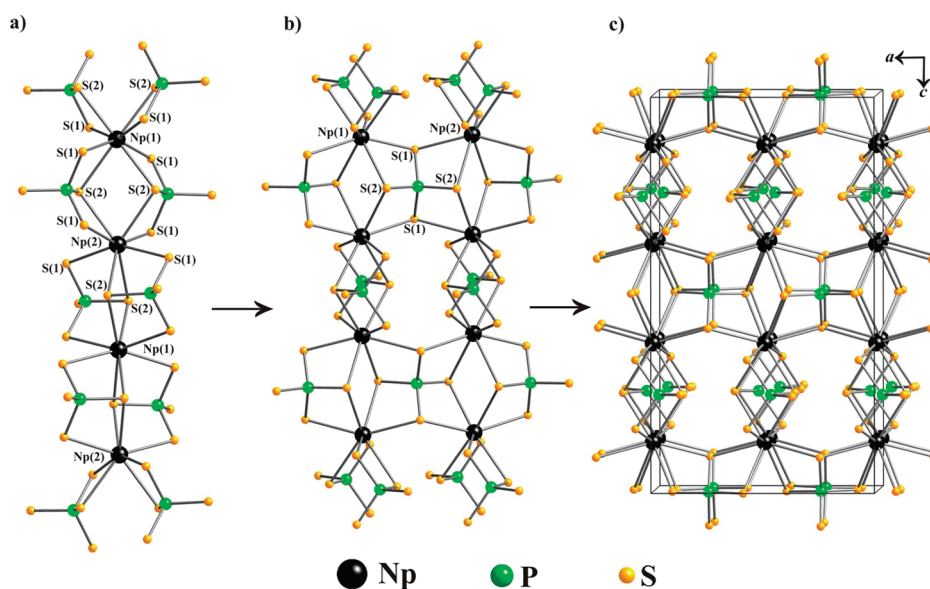 a)
b)
c)
S(2)
S(2)
S(1)
S(1)
Np(1)
S(1)
S(1)
S(2)
S(2)
S(1)
S(1)
Np(2)
S(1)
S(1)
S(2)
S(2)
Np(1)
Np(2)
Np(1)
Np(2)
S(1)
S(2)
S(2)
S(1)
a
c
Np
P
S